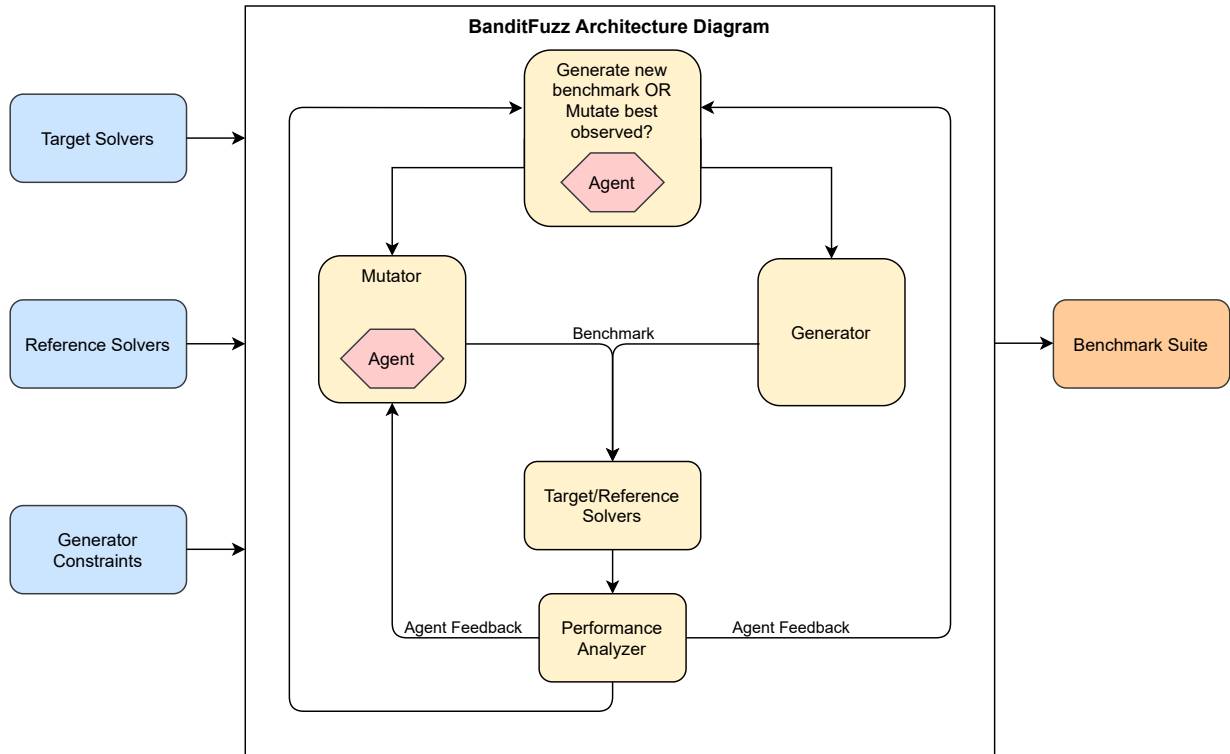 BanditFuzz Architecture Diagram
Generate new
benchmark OR
Mutate best
observed?
Agent
Target Solvers
Mutator
Agent
Generator
Benchmark
Reference Solvers
Benchmark Suite
Target/Reference
Solvers
Generator
Constraints
Agent Feedback
Performance
Analyzer
Agent Feedback